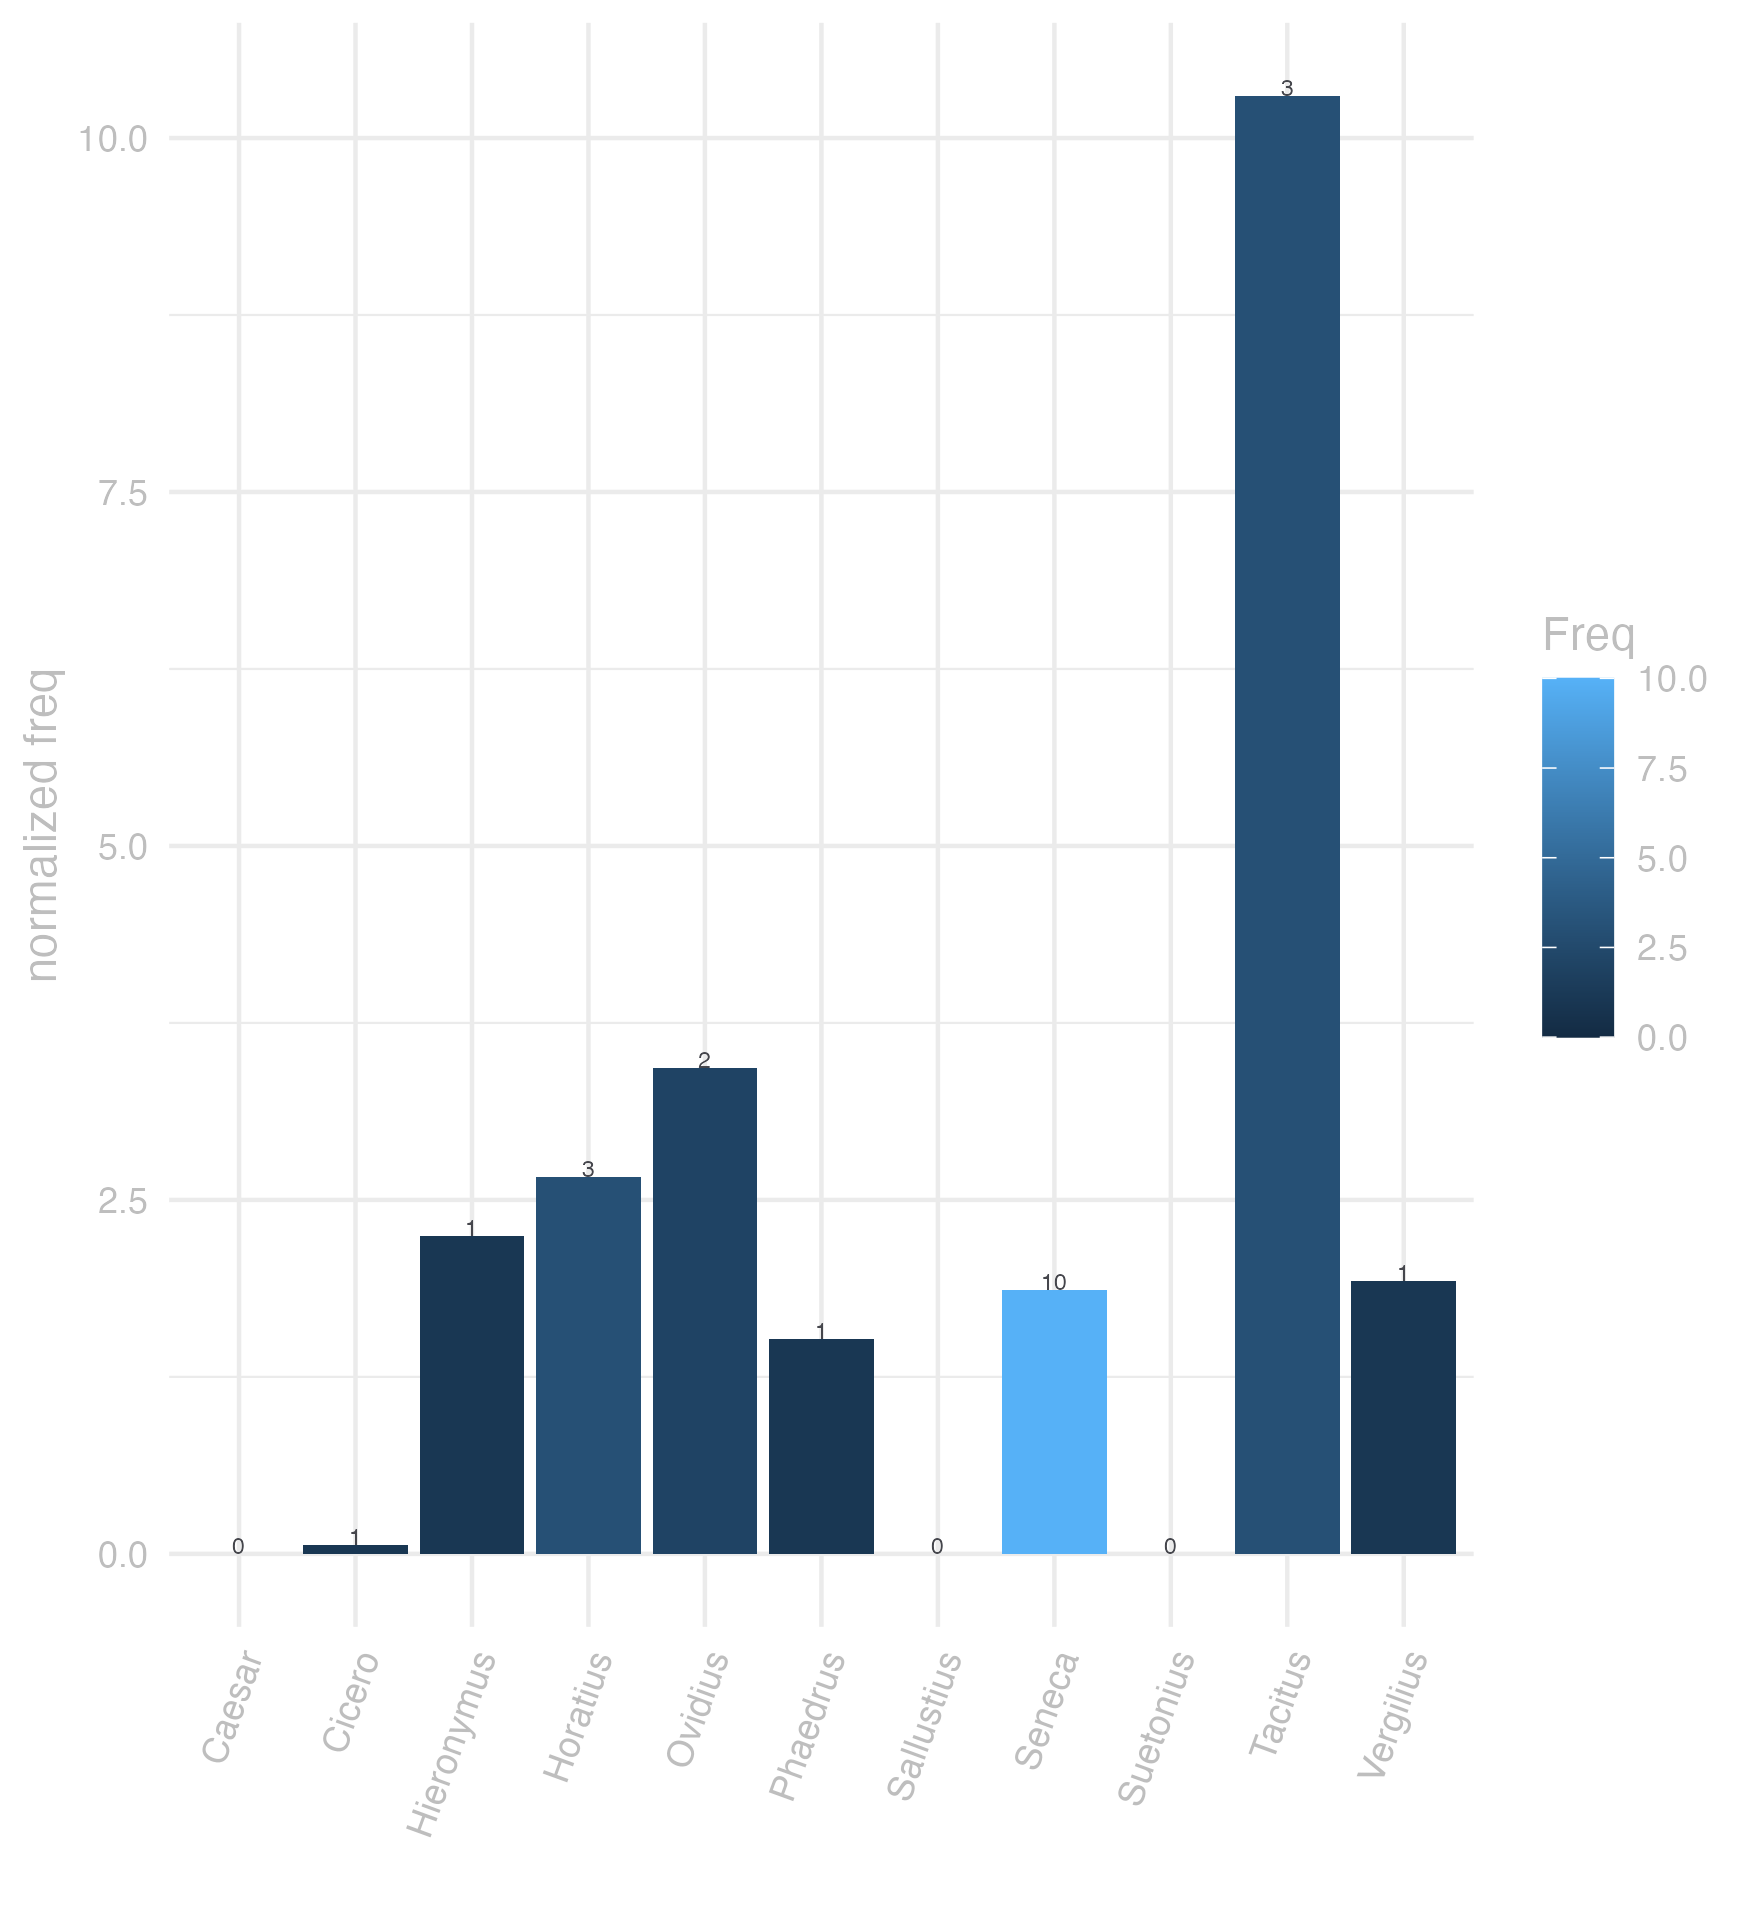 normalized freq
10.0
7.5
5.0
2.5
0.0
3
2
3
1
1
10
1
0
1
0
0
Caesar
Cicero
Hieronymus
Horatius
Ovidius
Phaedrus
Sallustius
Seneca
Suetonius
Tacitus
Vergilius
Freq
10.0
7.5
5.0
2.5
0.0